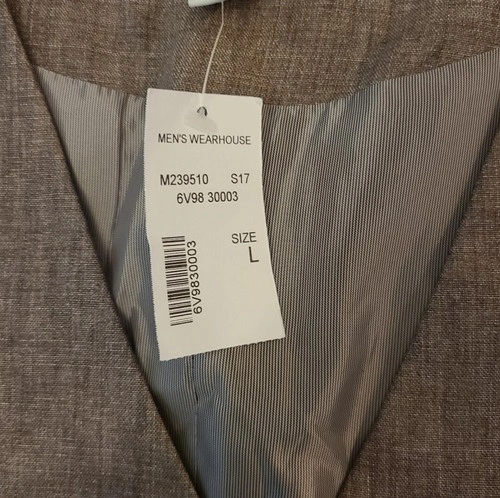 MEN'S WEARHOUSE
M239510 S17
6V98 30003
SIZE
L
6V9830003